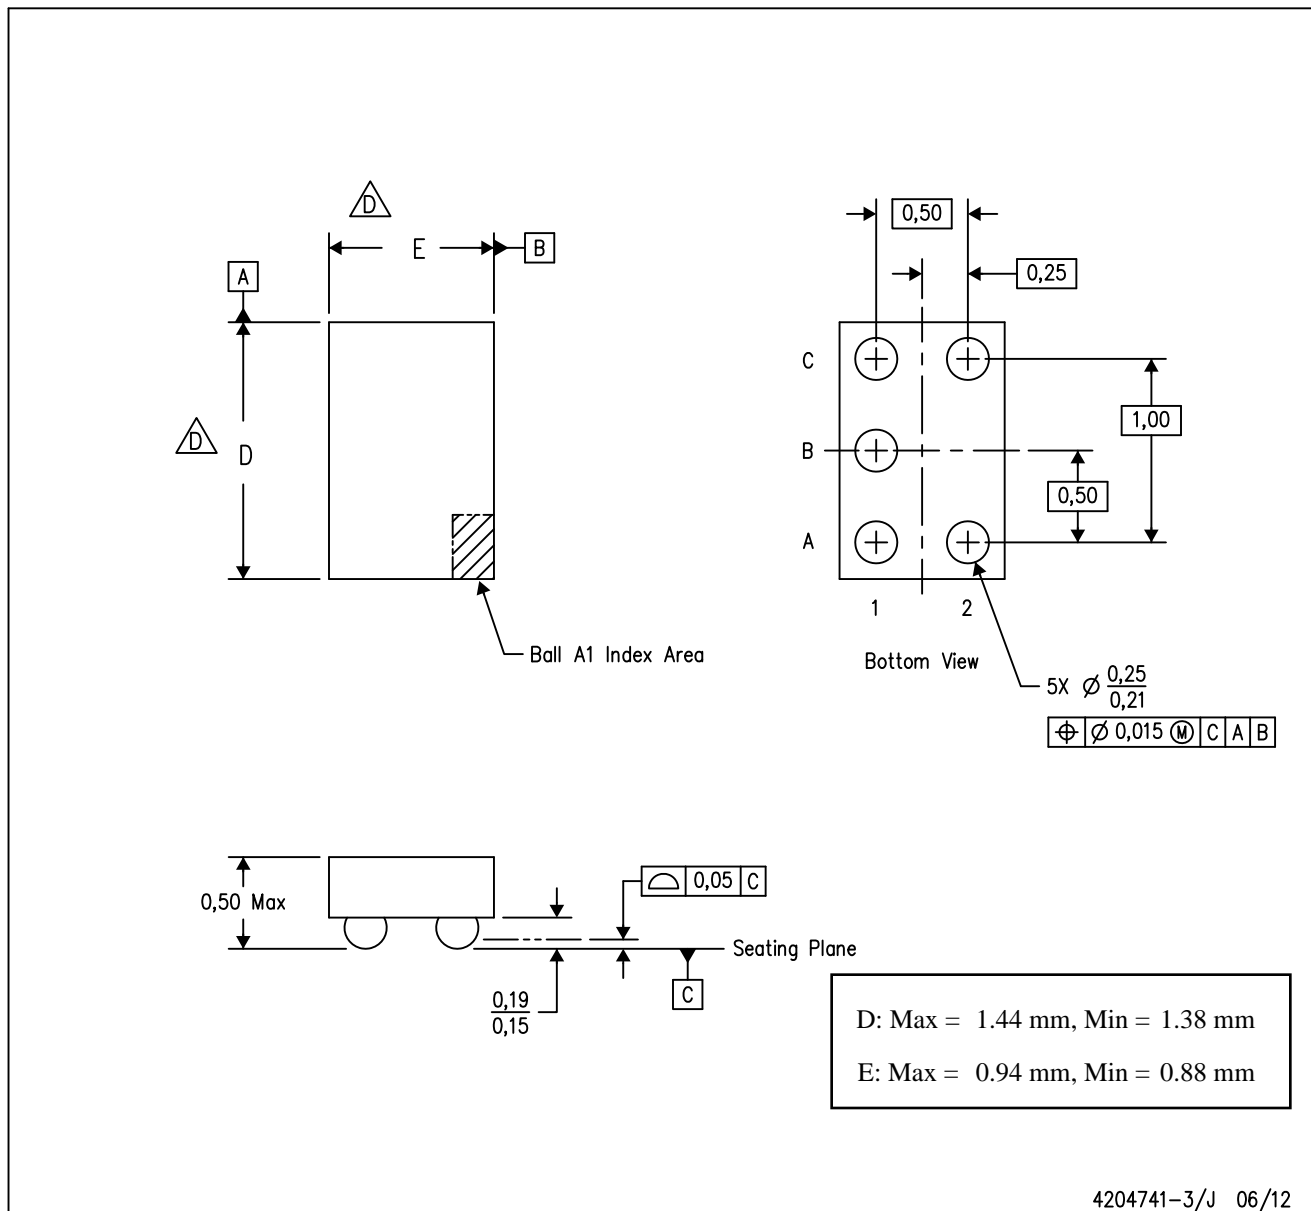 D
E
B
A
D
D
Ball A1 Index Area
0,50
0,25
C
B
A
1,00
0,50
1 2
Bottom View
5X Ø 0,25
0,21
⌖ Ø 0,015 Ⓜ C A B
0,50 Max
⌓ 0,05 C
Seating Plane
C
0,19
0,15
D: Max = 1.44 mm, Min = 1.38 mm
E: Max = 0.94 mm, Min = 0.88 mm
4204741-3/J 06/12